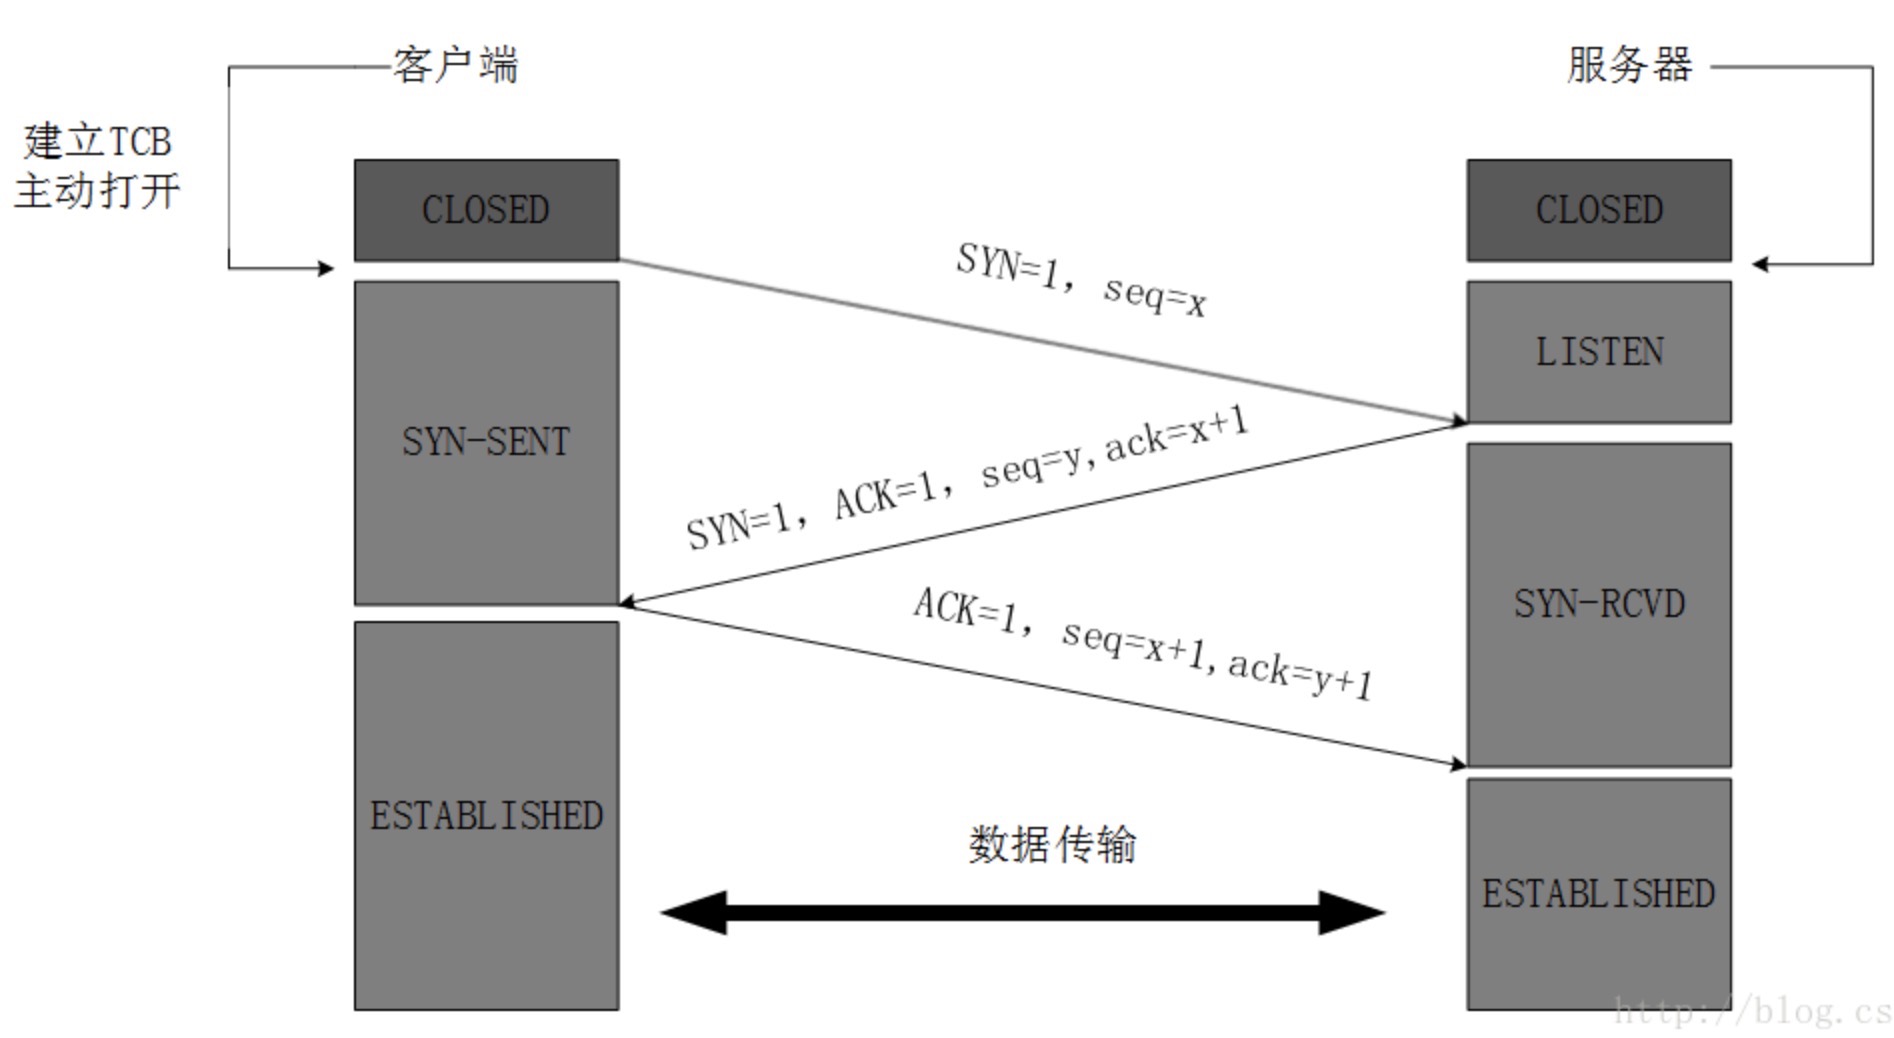 客户端
服务器
建立TCB
主动打开
CLOSED
CLOSED
SYN=1, seq=x
LISTEN
SYN-SENT
SYN=1, ACK=1, seq=y,ack=x+1
SYN-RCVD
ACK=1, seq=x+1,ack=y+1
ESTABLISHED
数据传输
ESTABLISHED
http://blog.cs